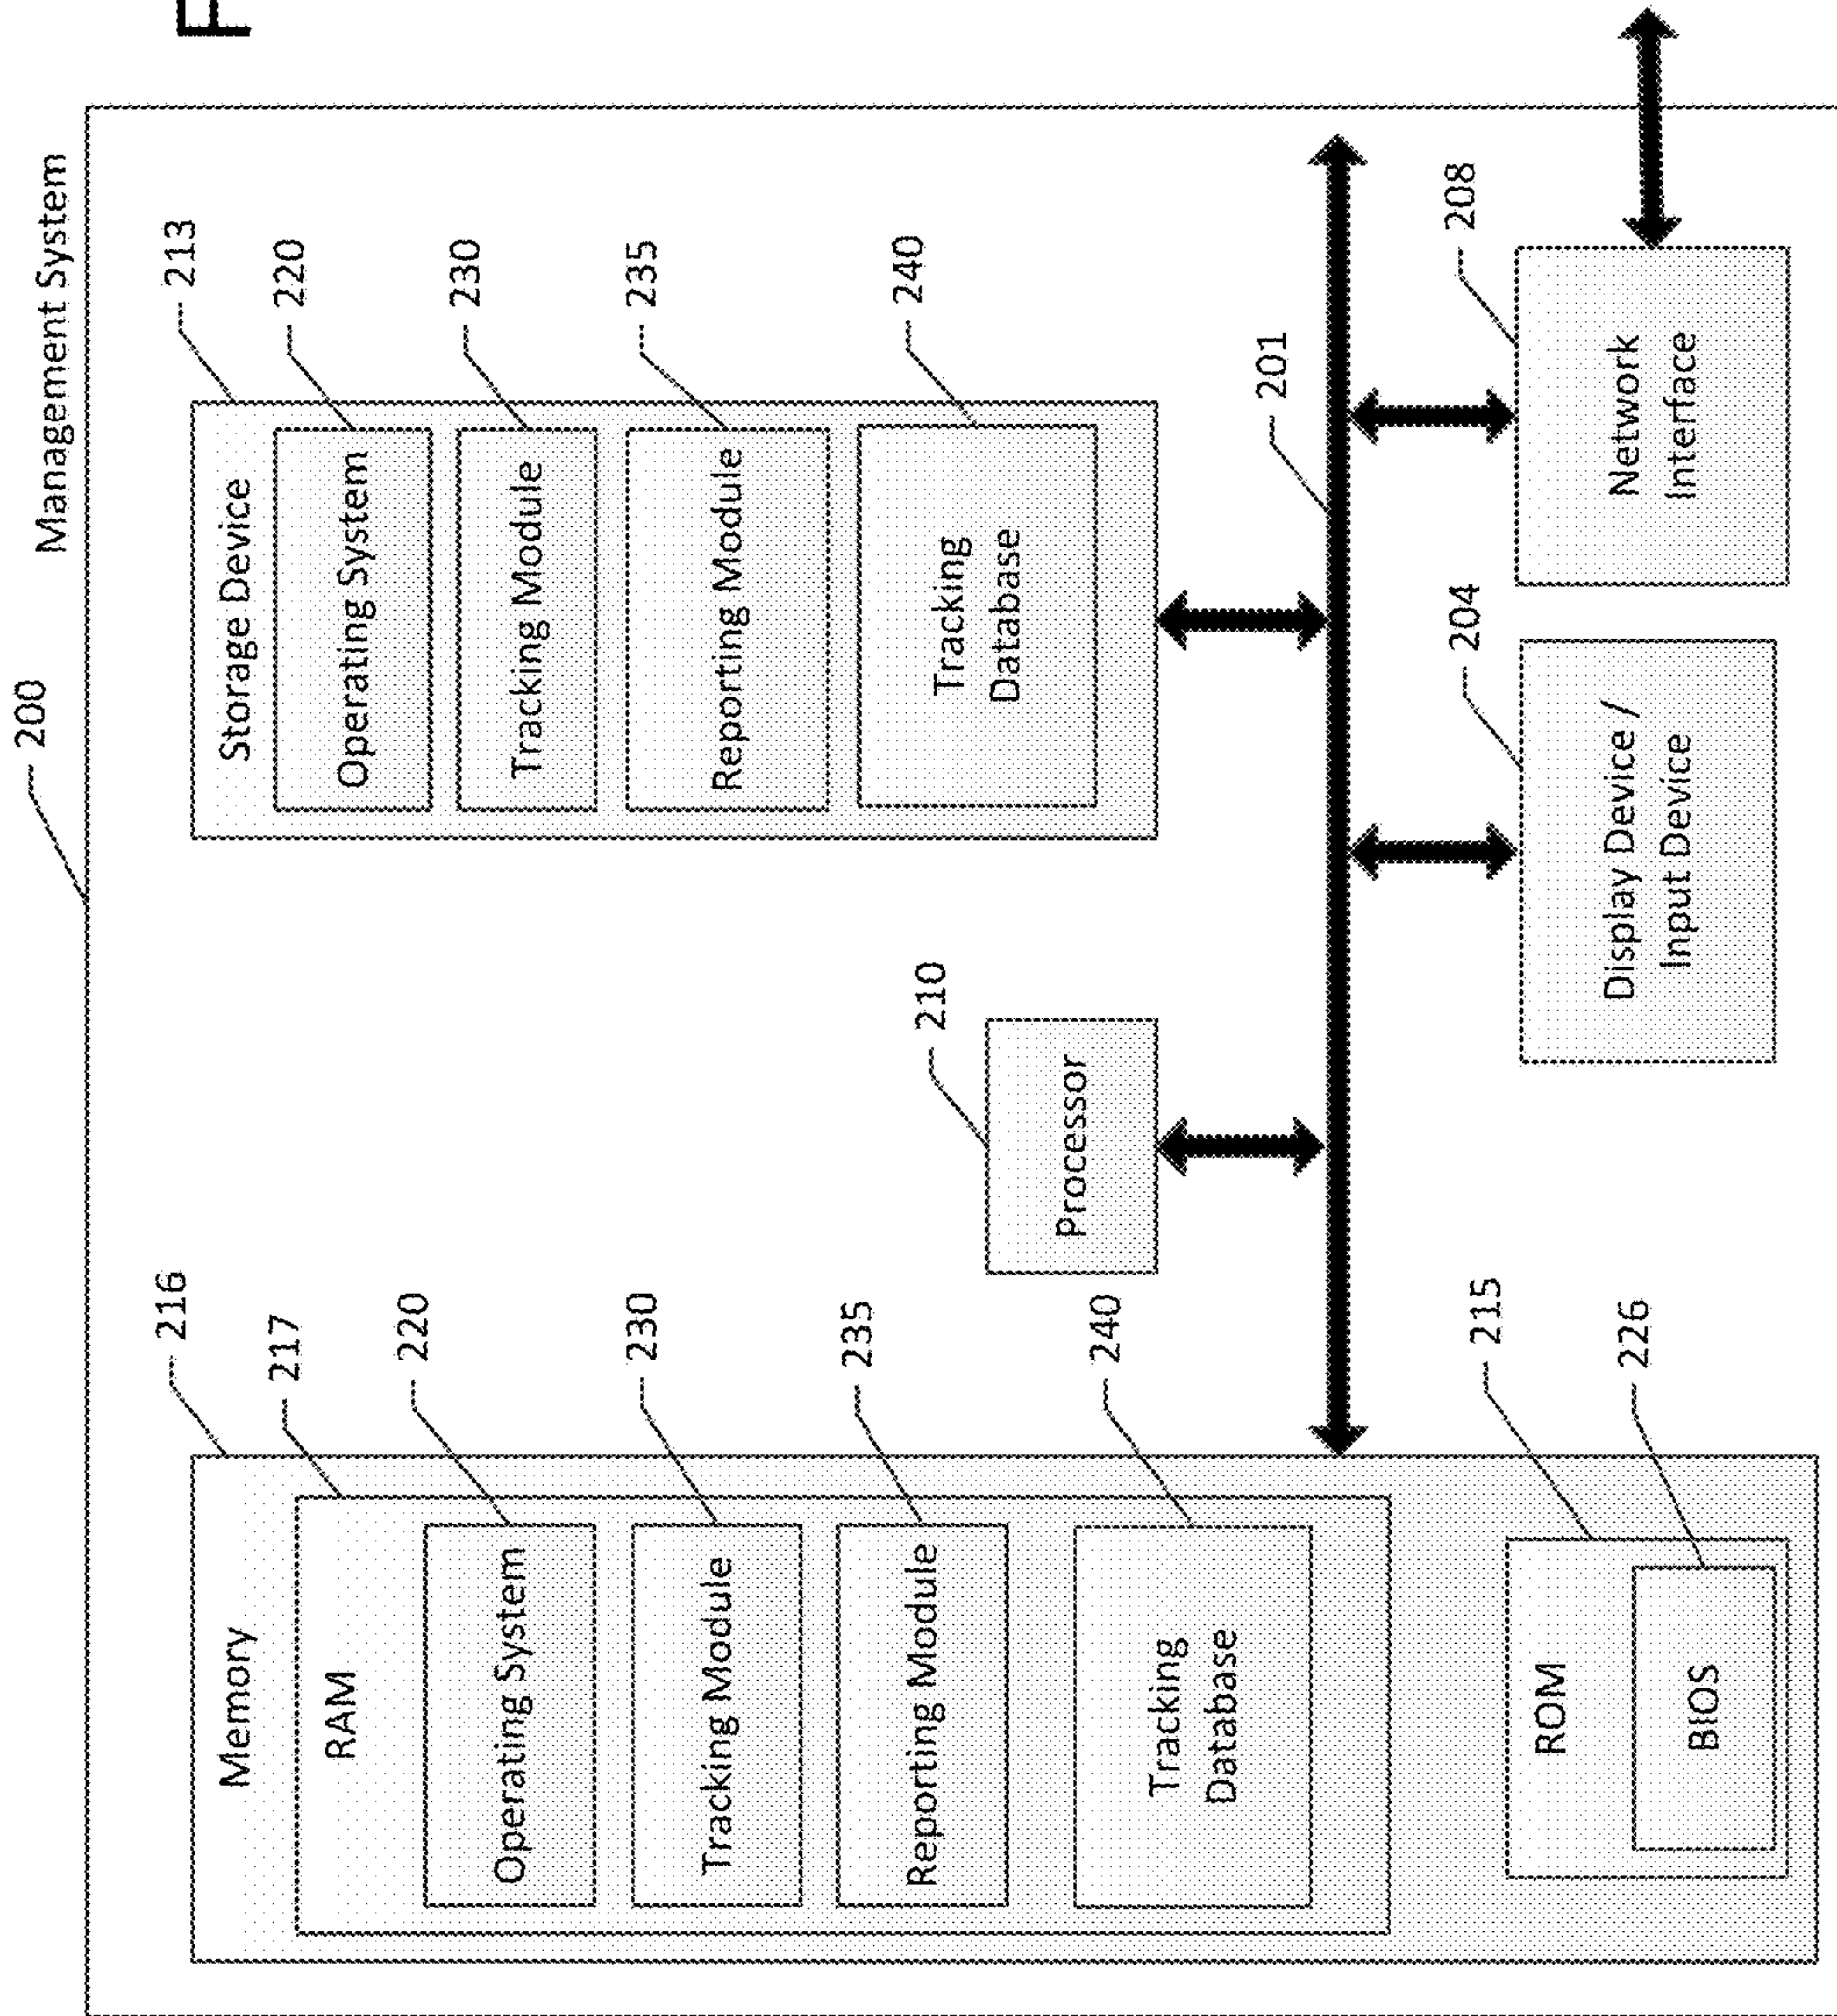 200
Management System
Memory
216
RAM
217
Operating System
220
Tracking Module
230
Reporting Module
235
Tracking
Database
240
ROM
215
BIOS
226
Processor
210
Storage Device
213
Operating System
220
Tracking Module
230
Reporting Module
235
Tracking
Database
240
201
Display Device /
Input Device
204
Network
Interface
208